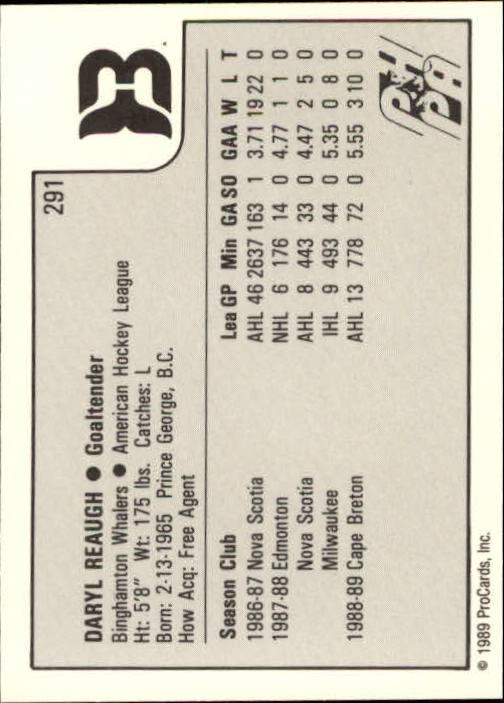 291
DARYL REAUGH ● Goaltender
Binghamton Whalers ● American Hockey League
Ht: 5'8" Wt: 175 lbs. Catches: L
Born: 2-13-1965 Prince George, B.C.
How Acq: Free Agent
Season Club Lea GP Min GA SO GAA W L T
1986-87 Nova Scotia AHL 46 2637 163 1 3.71 19 22 0
1987-88 Edmonton NHL 6 176 14 0 4.77 1 1 0
Nova Scotia AHL 8 443 33 0 4.47 2 5 0
Milwaukee IHL 9 493 44 0 5.35 0 8 0
1988-89 Cape Breton AHL 13 778 72 0 5.55 3 10 0
PH
PA
© 1989 ProCards, Inc.